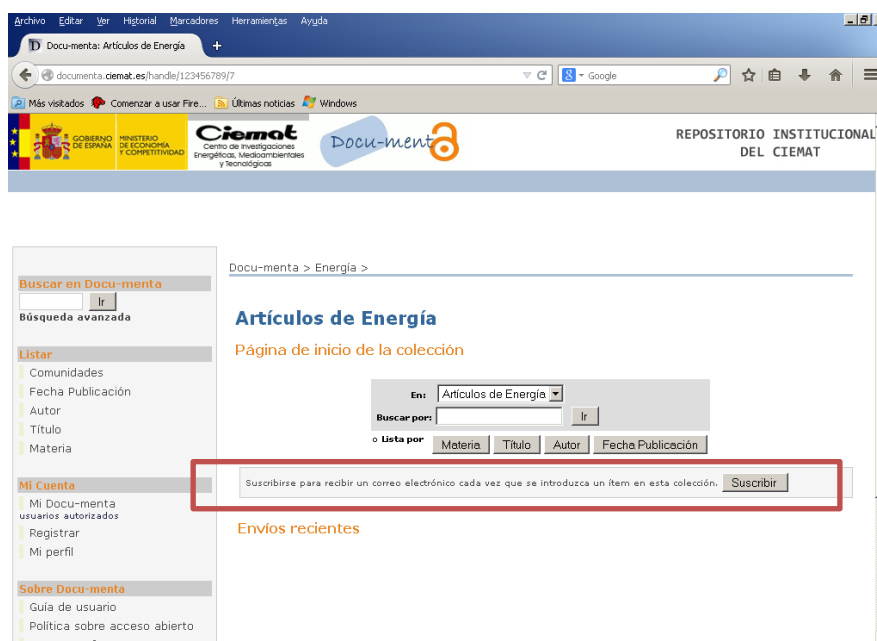 Archivo Editar Ver Historial Marcadores Herramientas Ayuda
Docu-menta: Artículos de Energía
documenta.ciemat.es/handle/123456789/7
Google
Más visitados Comenzar a usar Fire... Últimas noticias Windows
GOBIERNO DE ESPAÑA
MINISTERIO DE ECONOMÍA Y COMPETITIVIDAD
Ciemat
Centro de Investigaciones
Energéticas, Medioambientales
y Tecnológicas
Docu-menta
REPOSITORIO INSTITUCIONAL
DEL CIEMAT
Docu-menta > Energía >
Buscar en Docu-menta
Ir
Búsqueda avanzada
Listar
Comunidades
Fecha Publicación
Autor
Título
Materia
Mi Cuenta
Mi Docu-menta
usuarios autorizados
Registrar
Mi perfil
Sobre Docu-menta
Guía de usuario
Política sobre acceso abierto
Artículos de Energía
Página de inicio de la colección
En: Artículos de Energía
Buscar por: Ir
o Lista por Materia Título Autor Fecha Publicación
Suscribirse para recibir un correo electrónico cada vez que se introduzca un ítem en esta colección. Suscribir
Envíos recientes